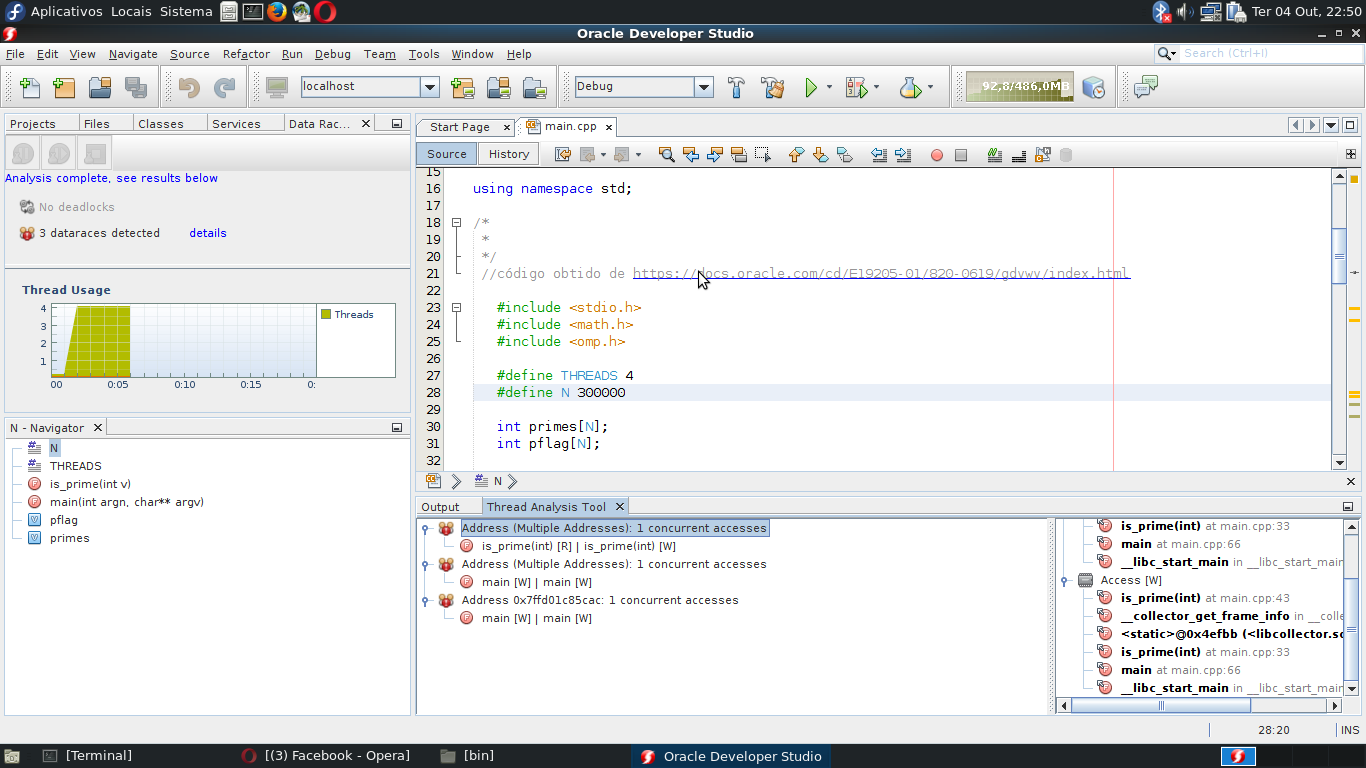 Aplicativos Locais Sistema
Ter 04 Out, 22:50
Oracle Developer Studio
File Edit View Navigate Source Refactor Run Debug Team Tools Window Help
Search (Ctrl+I)
localhost
Debug
92,8/486,0MB
Projects Files Classes Services Data Rac...
Analysis complete, see results below
No deadlocks
3 dataraces detected details
Thread Usage
4
3
2
1
00 0:05 0:10 0:15 0:
Threads
N - Navigator
N
THREADS
is_prime(int v)
main(int argn, char** argv)
pflag
primes
Start Page main.cpp
Source History
15
16 using namespace std;
17
18 /*
19 *
20 */
21 //código obtido de https://docs.oracle.com/cd/E19205-01/820-0619/gdvwv/index.html
22
23 #include <stdio.h>
24 #include <math.h>
25 #include <omp.h>
26
27 #define THREADS 4
28 #define N 300000
29
30 int primes[N];
31 int pflag[N];
32
N
Output Thread Analysis Tool
Address (Multiple Addresses): 1 concurrent accesses
is_prime(int) [R] | is_prime(int) [W]
Address (Multiple Addresses): 1 concurrent accesses
main [W] | main [W]
Address 0x7ffd01c85cac: 1 concurrent accesses
main [W] | main [W]
is_prime(int) at main.cpp:33
main at main.cpp:66
__libc_start_main in __libc_start_main
Access [W]
is_prime(int) at main.cpp:43
__collector_get_frame_info in __colle
<static>@0x4efbb (<libcollector.so
is_prime(int) at main.cpp:33
main at main.cpp:66
__libc_start_main in __libc_start_main
28:20 INS
[Terminal] [(3) Facebook - Opera] [bin] Oracle Developer Studio